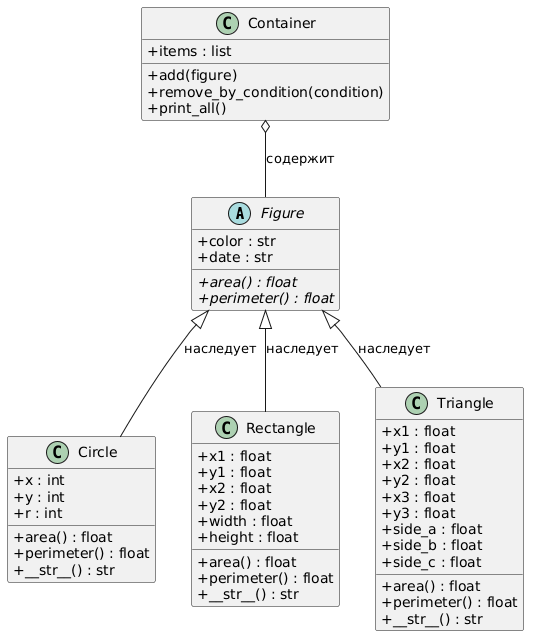 C Container
+items : list
+add(figure)
+remove_by_condition(condition)
+print_all()
содержит
A Figure
+color : str
+date : str
+area() : float
+perimeter() : float
наследует
наследует
наследует
C Circle
+x : int
+y : int
+r : int
+area() : float
+perimeter() : float
+__str__() : str
C Rectangle
+x1 : float
+y1 : float
+x2 : float
+y2 : float
+width : float
+height : float
+area() : float
+perimeter() : float
+__str__() : str
C Triangle
+x1 : float
+y1 : float
+x2 : float
+y2 : float
+x3 : float
+y3 : float
+side_a : float
+side_b : float
+side_c : float
+area() : float
+perimeter() : float
+__str__() : str